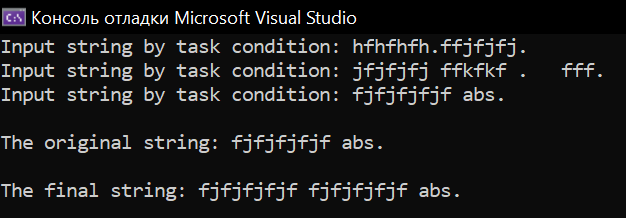 Консоль отладки Microsoft Visual Studio
Input string by task condition: hfhfhfh.ffjfjfj.
Input string by task condition: jfjfjfj ffkfkf .   fff.
Input string by task condition: fjfjfjfjf abs.
The original string: fjfjfjfjf abs.
The final string: fjfjfjfjf fjfjfjfjf abs.